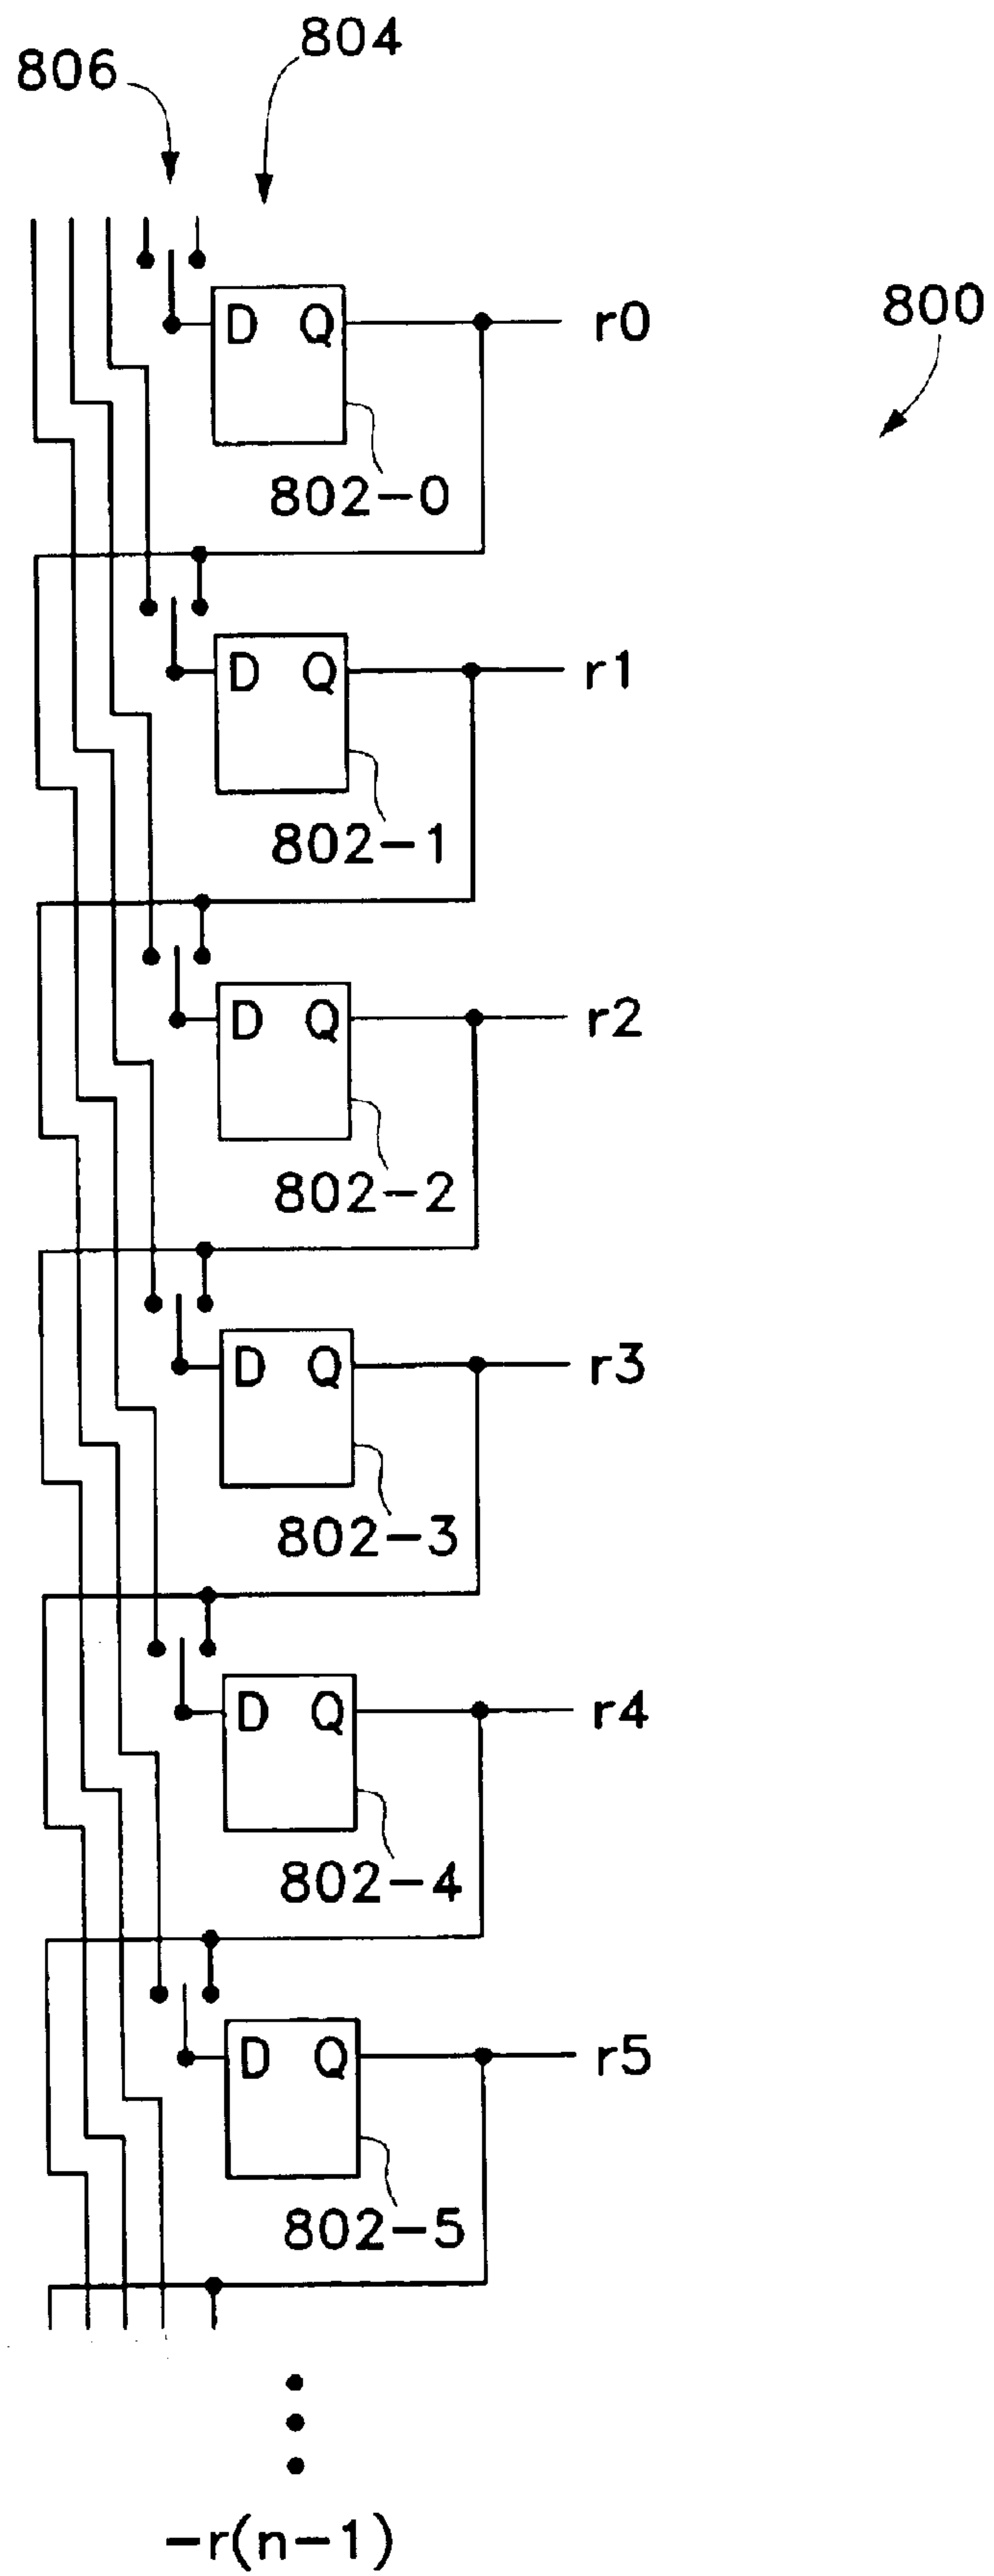 804
806
800
D Q r0
802-0
D Q r1
802-1
D Q r2
802-2
D Q r3
802-3
D Q r4
802-4
D Q r5
802-5
-r(n-1)